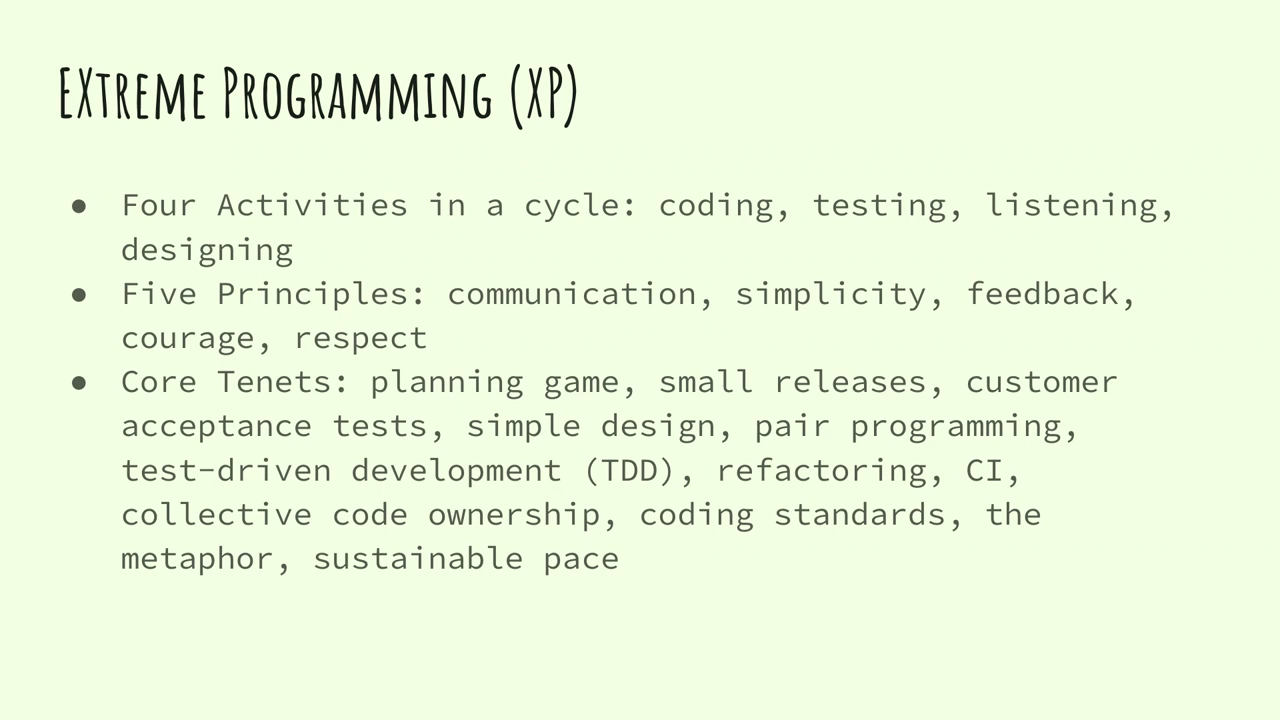 EXtreme Programming (XP)
● Four Activities in a cycle: coding, testing, listening,
designing
● Five Principles: communication, simplicity, feedback,
courage, respect
● Core Tenets: planning game, small releases, customer
acceptance tests, simple design, pair programming,
test-driven development (TDD), refactoring, CI,
collective code ownership, coding standards, the
metaphor, sustainable pace